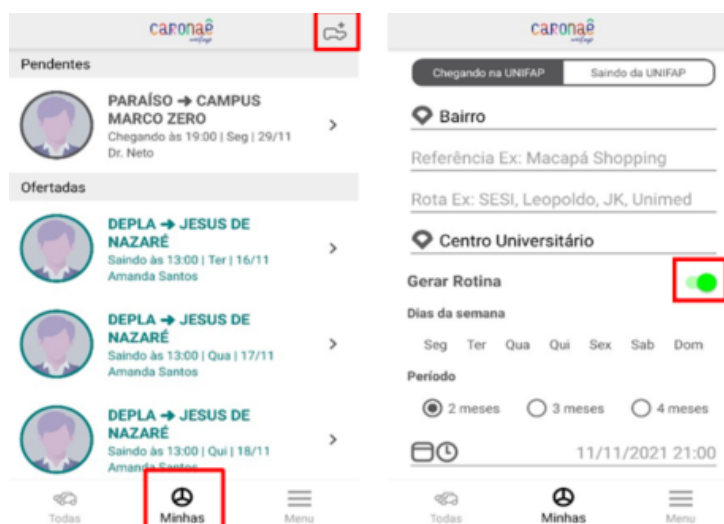 caronaê
unifap
Pendentes
PARAÍSO → CAMPUS
MARCO ZERO
Chegando às 19:00 | Seg | 29/11
Dr. Neto
Ofertadas
DEPLA → JESUS DE
NAZARÉ
Saindo às 13:00 | Ter | 16/11
Amanda Santos
DEPLA → JESUS DE
NAZARÉ
Saindo às 13:00 | Qua | 17/11
Amanda Santos
DEPLA → JESUS DE
NAZARÉ
Saindo às 13:00 | Qui | 18/11
Amanda Santos
Todas Minhas Menu
caronaê
unifap
Chegando na UNIFAP Saindo da UNIFAP
Bairro
Referência Ex: Macapá Shopping
Rota Ex: SESI, Leopoldo, JK, Unimed
Centro Universitário
Gerar Rotina
Dias da semana
Seg Ter Qua Qui Sex Sab Dom
Período
2 meses 3 meses 4 meses
11/11/2021 21:00
Todas Minhas Menu